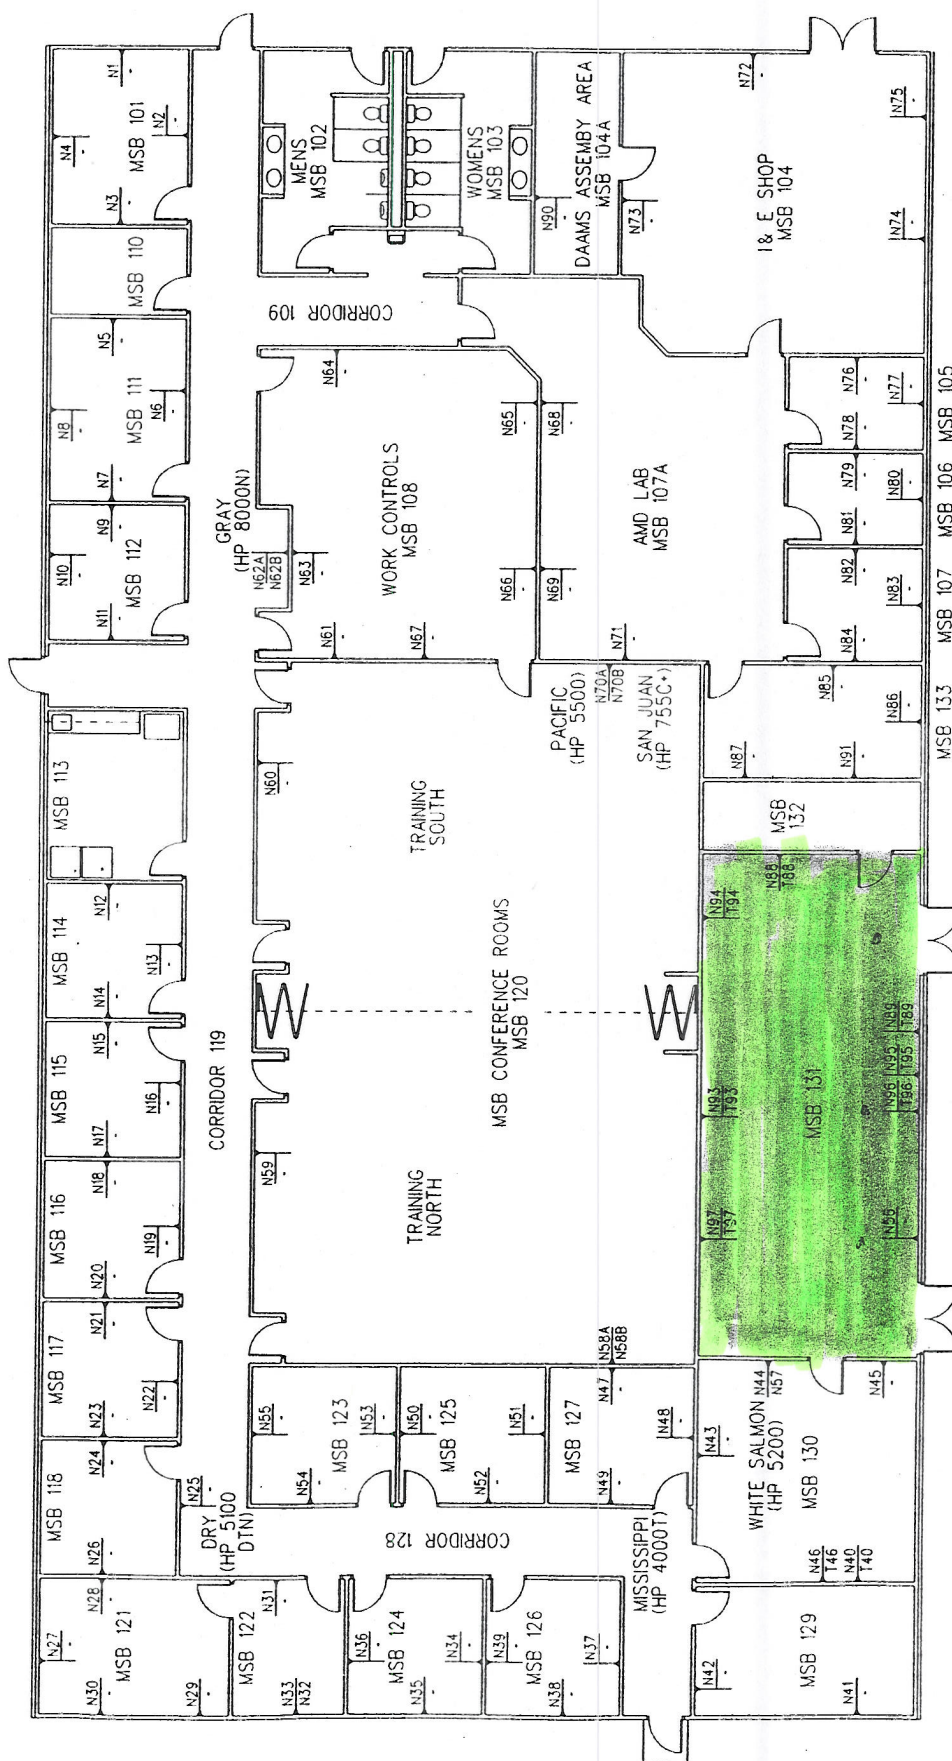 N1
N4
MSB 101
N2
N3
MSB 110
N5
N8
MSB 111
N6
N7
N9
N10
MSB 112
N11
MSB 113
N12
MSB 114
N13
N14
N15
MSB 115
N16
N17
N18
MSB 116
N19
N20
N21
MSB 117
N22
N23
N24
MSB 118
N25
N26
N28
N27
MSB 121
N30
N29
MENS
MSB 102
WOMENS
MSB 103
DAAMS ASSEMBY AREA
MSB 104A
N90
N72
N75
N73
I & E SHOP
MSB 104
N74
CORRIDOR 109
N64
GRAY
(HP 8000N)
N62A
N62B
N63
WORK CONTROLS
MSB 108
N65
N68
N66
N69
N61
N67
AMD LAB
MSB 107A
N71
N76
N77
N78
MSB 105
N79
N80
N81
MSB 106
N82
N83
N84
MSB 107
N85
N86
N87
N91
MSB 133
N60
TRAINING
SOUTH
PACIFIC
(HP 5500)
N70A
N70B
SAN JUAN
(HP 755C+)
MSB
132
CORRIDOR 119
MSB CONFERENCE ROOMS
MSB 120
N59
TRAINING
NORTH
N58A
N58B
N88
T88
N94
T94
N93
T93
N97
T97
MSB 131
N89
T89
N95
T95
N96
T96
N56
N55
MSB 123
N53
N54
N50
MSB 125
N51
N52
N47
MSB 127
N48
N49
DRY
(HP 5100
DTN)
CORRIDOR 128
MISSISSIPPI
(HP 4000T)
N31
MSB 122
N33
N32
N36
MSB 124
N34
N35
N39
MSB 126
N37
N38
N44
N57
N45
N43
WHITE SALMON
(HP 5200)
MSB 130
N46
T46
N40
T40
N42
MSB 129
N41